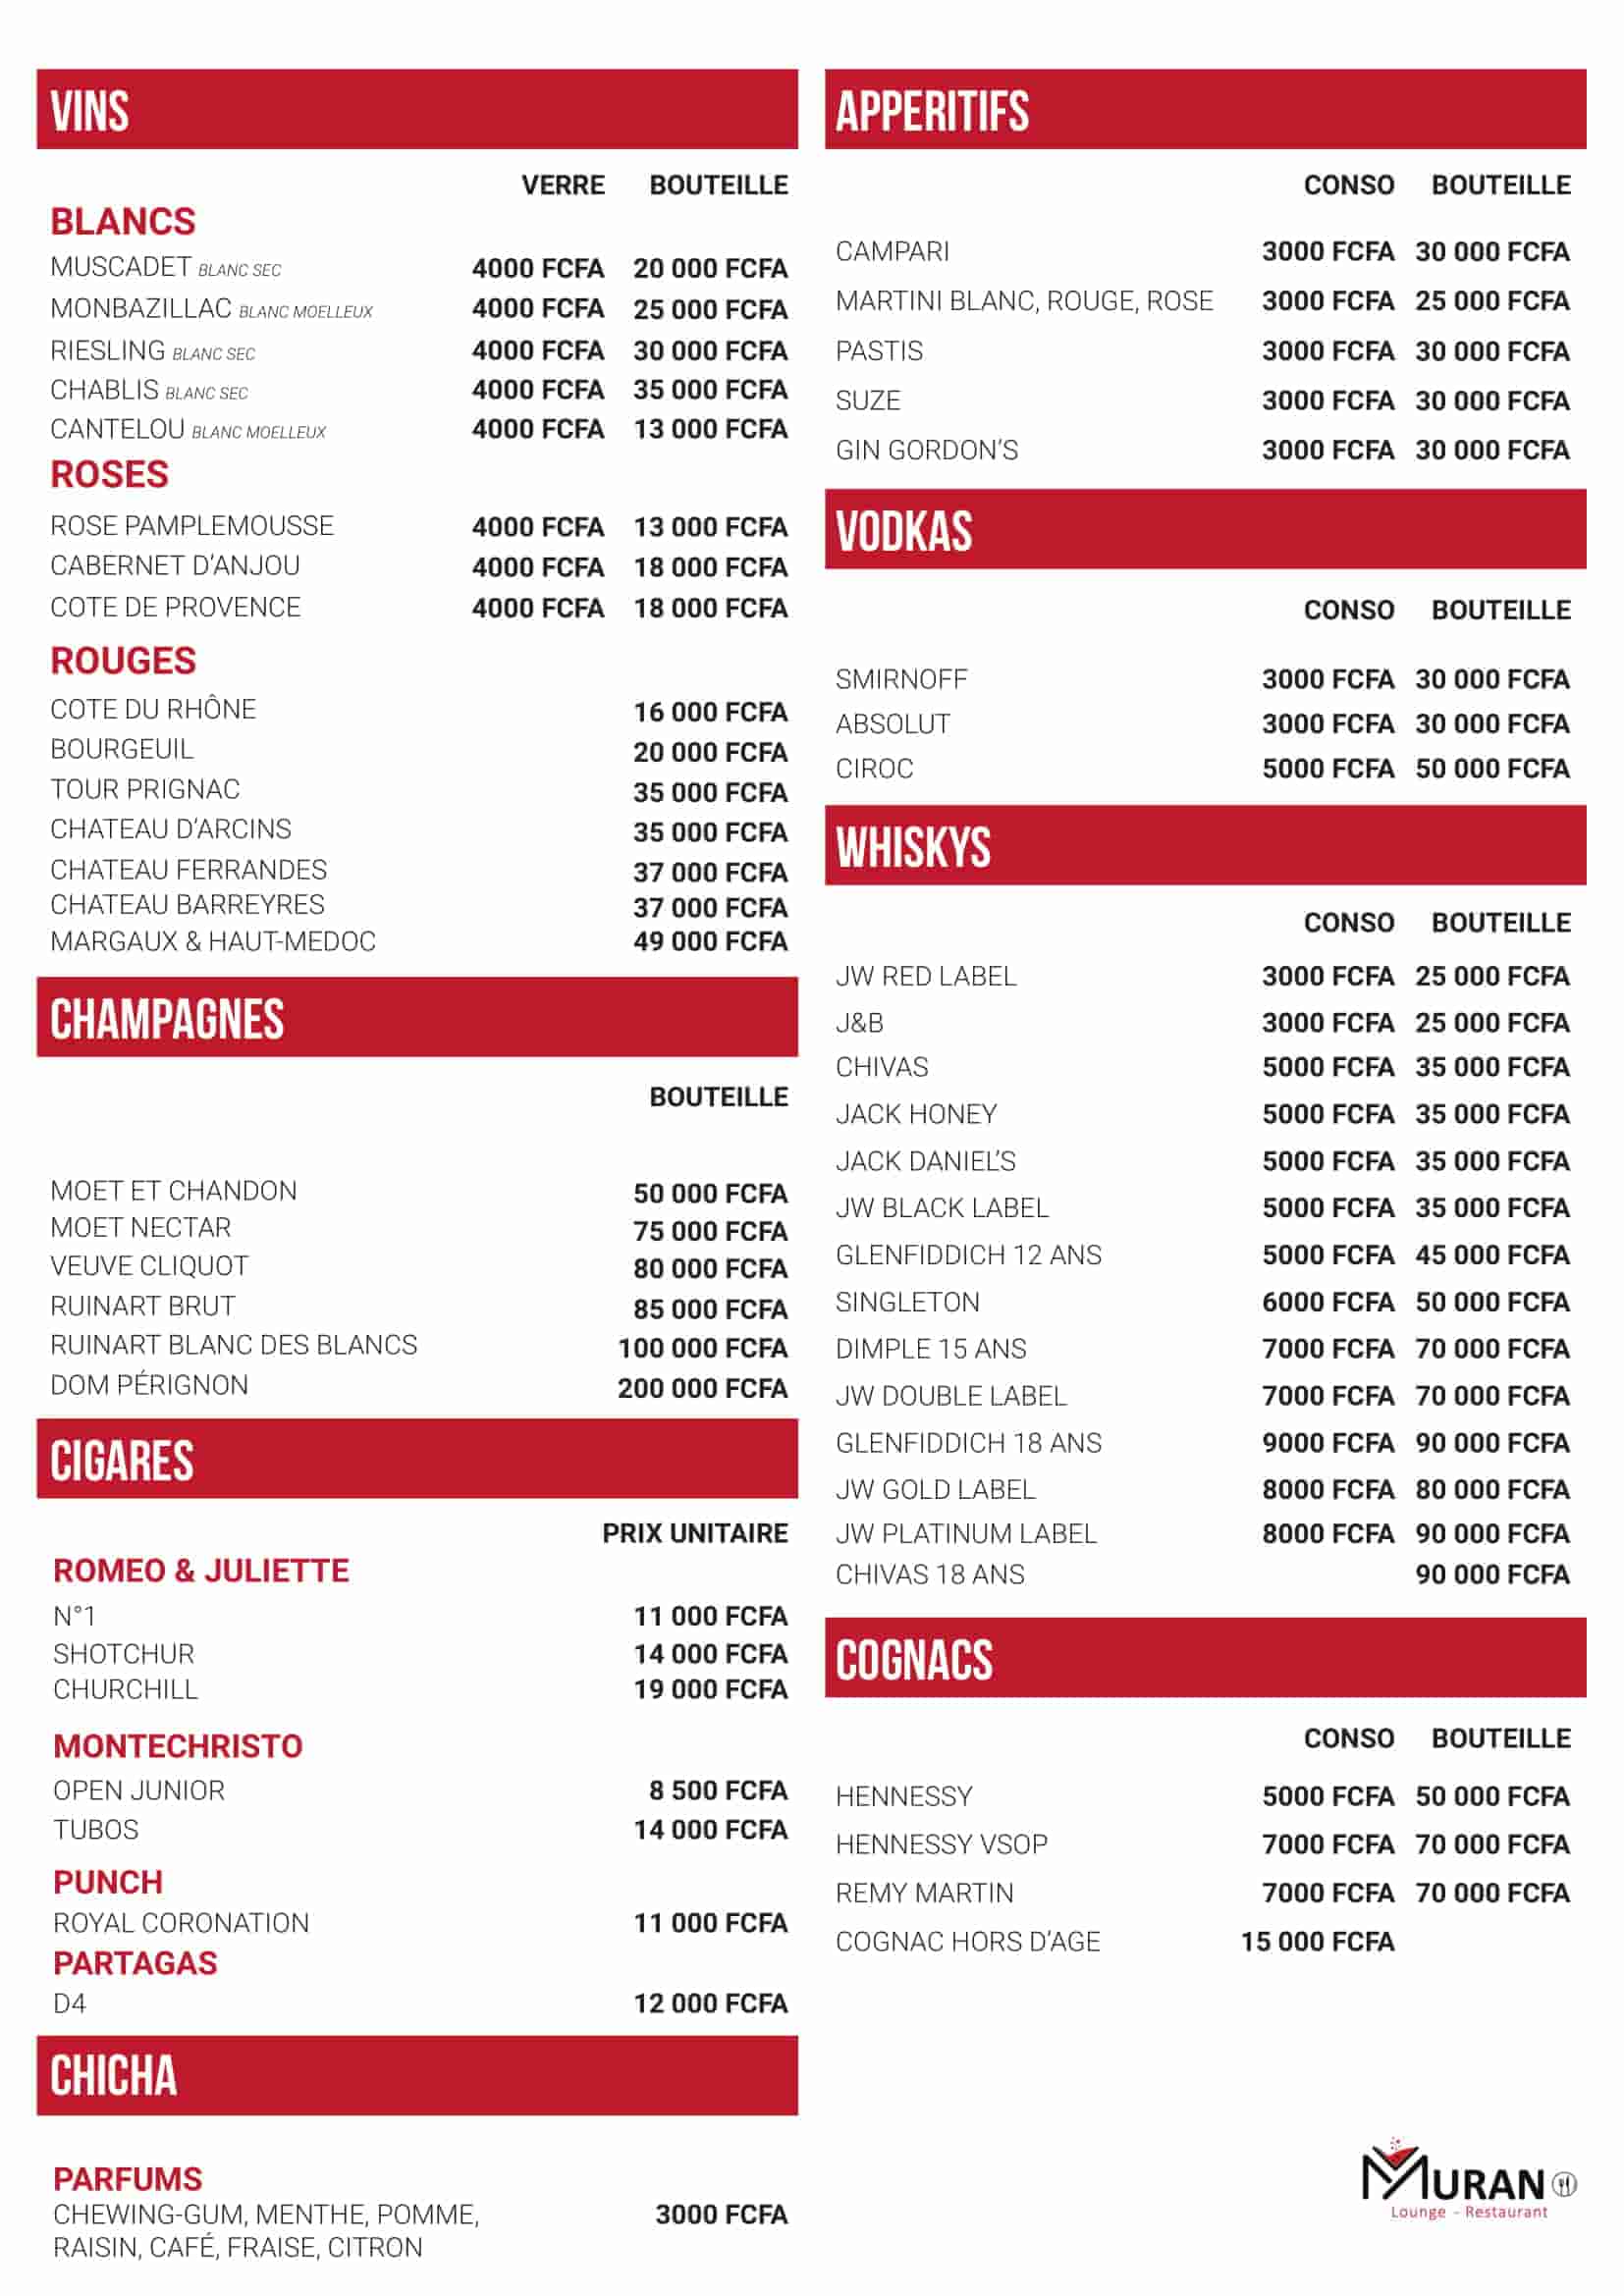 VINS
VERRE BOUTEILLE
BLANCS
MUSCADET BLANC SEC 4000 FCFA 20 000 FCFA
MONBAZILLAC BLANC MOELLEUX 4000 FCFA 25 000 FCFA
RIESLING BLANC SEC 4000 FCFA 30 000 FCFA
CHABLIS BLANC SEC 4000 FCFA 35 000 FCFA
CANTELOU BLANC MOELLEUX 4000 FCFA 13 000 FCFA
ROSES
ROSE PAMPLEMOUSSE 4000 FCFA 13 000 FCFA
CABERNET D'ANJOU 4000 FCFA 18 000 FCFA
COTE DE PROVENCE 4000 FCFA 18 000 FCFA
ROUGES
COTE DU RHÔNE 16 000 FCFA
BOURGEUIL 20 000 FCFA
TOUR PRIGNAC 35 000 FCFA
CHATEAU D'ARCINS 35 000 FCFA
CHATEAU FERRANDES 37 000 FCFA
CHATEAU BARREYRES 37 000 FCFA
MARGAUX & HAUT-MEDOC 49 000 FCFA
CHAMPAGNES
BOUTEILLE
MOET ET CHANDON 50 000 FCFA
MOET NECTAR 75 000 FCFA
VEUVE CLIQUOT 80 000 FCFA
RUINART BRUT 85 000 FCFA
RUINART BLANC DES BLANCS 100 000 FCFA
DOM PÉRIGNON 200 000 FCFA
CIGARES
PRIX UNITAIRE
ROMEO & JULIETTE
N°1 11 000 FCFA
SHOTCHUR 14 000 FCFA
CHURCHILL 19 000 FCFA
MONTECHRISTO
OPEN JUNIOR 8 500 FCFA
TUBOS 14 000 FCFA
PUNCH
ROYAL CORONATION 11 000 FCFA
PARTAGAS
D4 12 000 FCFA
CHICHA
PARFUMS
CHEWING-GUM, MENTHE, POMME, 3000 FCFA
RAISIN, CAFÉ, FRAISE, CITRON
APPERITIFS
CONSO BOUTEILLE
CAMPARI 3000 FCFA 30 000 FCFA
MARTINI BLANC, ROUGE, ROSE 3000 FCFA 25 000 FCFA
PASTIS 3000 FCFA 30 000 FCFA
SUZE 3000 FCFA 30 000 FCFA
GIN GORDON'S 3000 FCFA 30 000 FCFA
VODKAS
CONSO BOUTEILLE
SMIRNOFF 3000 FCFA 30 000 FCFA
ABSOLUT 3000 FCFA 30 000 FCFA
CIROC 5000 FCFA 50 000 FCFA
WHISKYS
CONSO BOUTEILLE
JW RED LABEL 3000 FCFA 25 000 FCFA
J&B 3000 FCFA 25 000 FCFA
CHIVAS 5000 FCFA 35 000 FCFA
JACK HONEY 5000 FCFA 35 000 FCFA
JACK DANIEL'S 5000 FCFA 35 000 FCFA
JW BLACK LABEL 5000 FCFA 35 000 FCFA
GLENFIDDICH 12 ANS 5000 FCFA 45 000 FCFA
SINGLETON 6000 FCFA 50 000 FCFA
DIMPLE 15 ANS 7000 FCFA 70 000 FCFA
JW DOUBLE LABEL 7000 FCFA 70 000 FCFA
GLENFIDDICH 18 ANS 9000 FCFA 90 000 FCFA
JW GOLD LABEL 8000 FCFA 80 000 FCFA
JW PLATINUM LABEL 8000 FCFA 90 000 FCFA
CHIVAS 18 ANS 90 000 FCFA
COGNACS
CONSO BOUTEILLE
HENNESSY 5000 FCFA 50 000 FCFA
HENNESSY VSOP 7000 FCFA 70 000 FCFA
REMY MARTIN 7000 FCFA 70 000 FCFA
COGNAC HORS D'AGE 15 000 FCFA
MURANO
Lounge - Restaurant